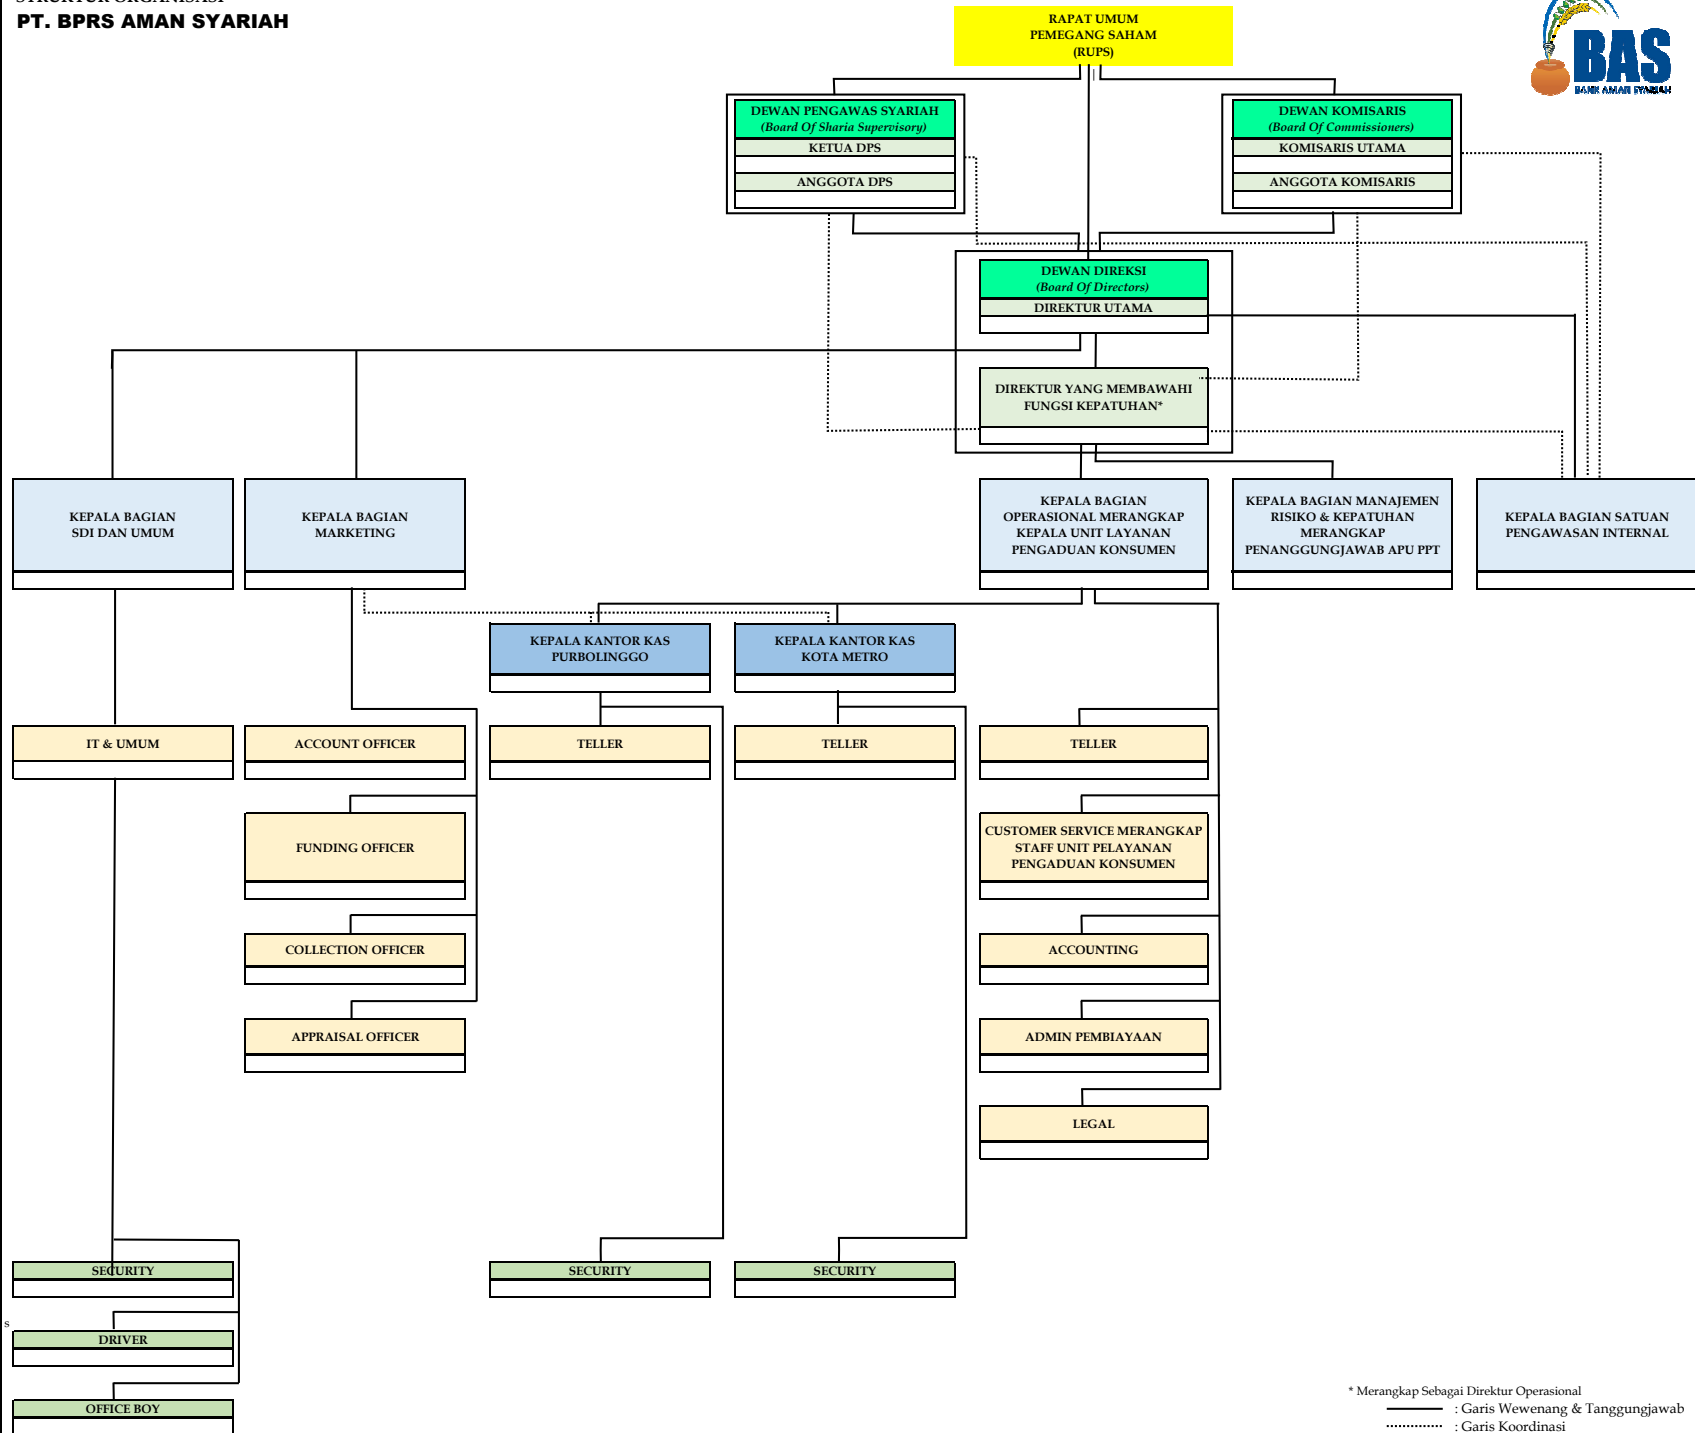 STRUKTUR ORGANISASI
PT. BPRS AMAN SYARIAH
BAS
BANK AMAN SYARIAH
RAPAT UMUM
PEMEGANG SAHAM
(RUPS)
DEWAN PENGAWAS SYARIAH
(Board Of Sharia Supervisory)
KETUA DPS
ANGGOTA DPS
DEWAN KOMISARIS
(Board Of Commissioners)
KOMISARIS UTAMA
ANGGOTA KOMISARIS
DEWAN DIREKSI
(Board Of Directors)
DIREKTUR UTAMA
DIREKTUR YANG MEMBAWAHI
FUNGSI KEPATUHAN*
KEPALA BAGIAN
SDI DAN UMUM
KEPALA BAGIAN
MARKETING
KEPALA BAGIAN
OPERASIONAL MERANGKAP
KEPALA UNIT LAYANAN
PENGADUAN KONSUMEN
KEPALA BAGIAN MANAJEMEN
RISIKO & KEPATUHAN
MERANGKAP
PENANGGUNGJAWAB APU PPT
KEPALA BAGIAN SATUAN
PENGAWASAN INTERNAL
KEPALA KANTOR KAS
PURBOLINGGO
KEPALA KANTOR KAS
KOTA METRO
IT & UMUM
ACCOUNT OFFICER
TELLER
TELLER
TELLER
FUNDING OFFICER
CUSTOMER SERVICE MERANGKAP
STAFF UNIT PELAYANAN
PENGADUAN KONSUMEN
COLLECTION OFFICER
ACCOUNTING
APPRAISAL OFFICER
ADMIN PEMBIAYAAN
LEGAL
SECURITY
SECURITY
SECURITY
s
DRIVER
OFFICE BOY
* Merangkap Sebagai Direktur Operasional
: Garis Wewenang & Tanggungjawab
: Garis Koordinasi